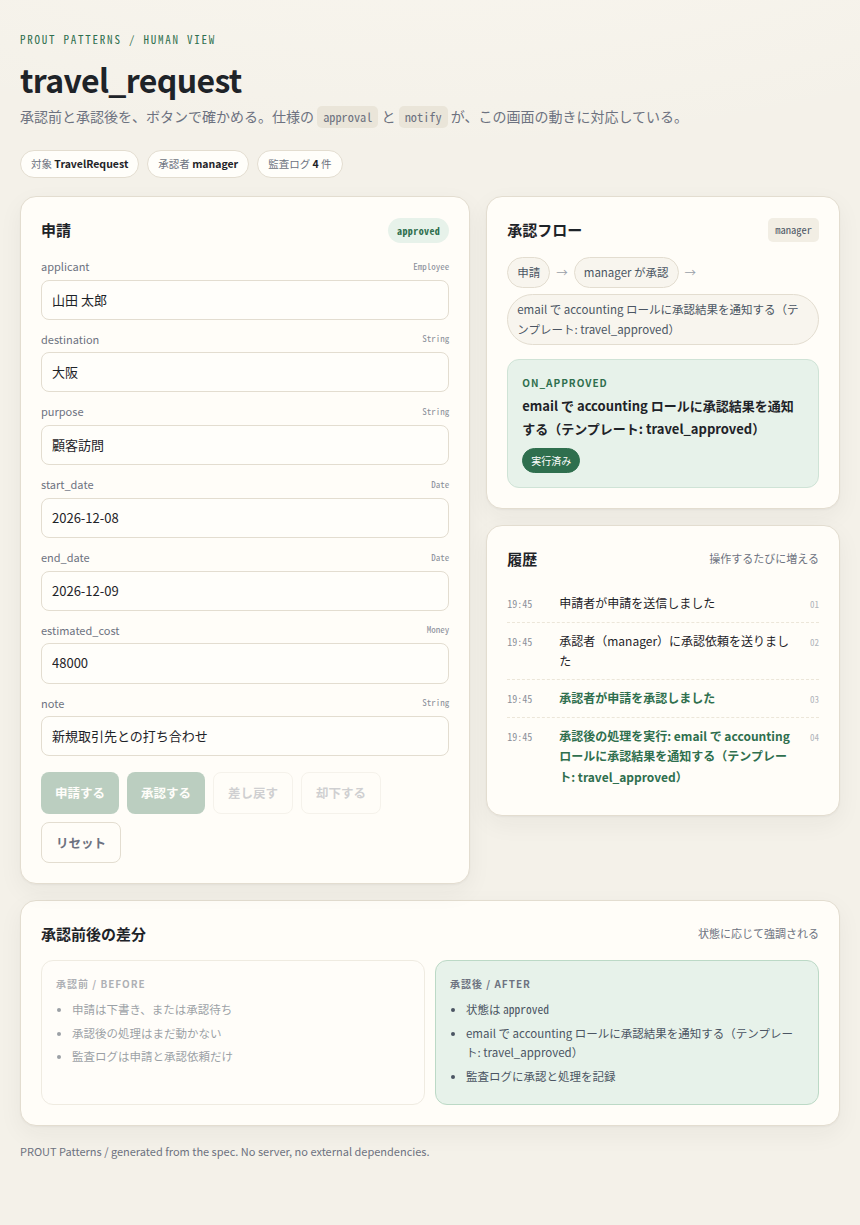 PROUT PATTERNS / HUMAN VIEW
travel_request
承認前と承認後を、ボタンで確かめる。仕様の approval と notify が、この画面の動きに対応している。
対象 TravelRequest
承認者 manager
監査ログ 4 件
申請
approved
applicant
Employee
山田 太郎
destination
String
大阪
purpose
String
顧客訪問
start_date
Date
2026-12-08
end_date
Date
2026-12-09
estimated_cost
Money
48000
note
String
新規取引先との打ち合わせ
申請する
承認する
差し戻す
却下する
リセット
承認フロー
manager
申請 → manager が承認 →
email で accounting ロールに承認結果を通知する（テ
ンプレート: travel_approved）
ON_APPROVED
email で accounting ロールに承認結果を通知
する（テンプレート: travel_approved）
実行済み
履歴
操作するたびに増える
19:45 申請者が申請を送信しました 01
19:45 承認者（manager）に承認依頼を送りまし 02
た
19:45 承認者が申請を承認しました 03
19:45 承認後の処理を実行: email で accounting 04
ロールに承認結果を通知する（テンプレー
ト: travel_approved）
承認前後の差分
状態に応じて強調される
承認前 / BEFORE
• 申請は下書き、または承認待ち
• 承認後の処理はまだ動かない
• 監査ログは申請と承認依頼だけ
承認後 / AFTER
• 状態は approved
• email で accounting ロールに承認結果を通知する（テンプレー
ト: travel_approved）
• 監査ログに承認と処理を記録
PROUT Patterns / generated from the spec. No server, no external dependencies.